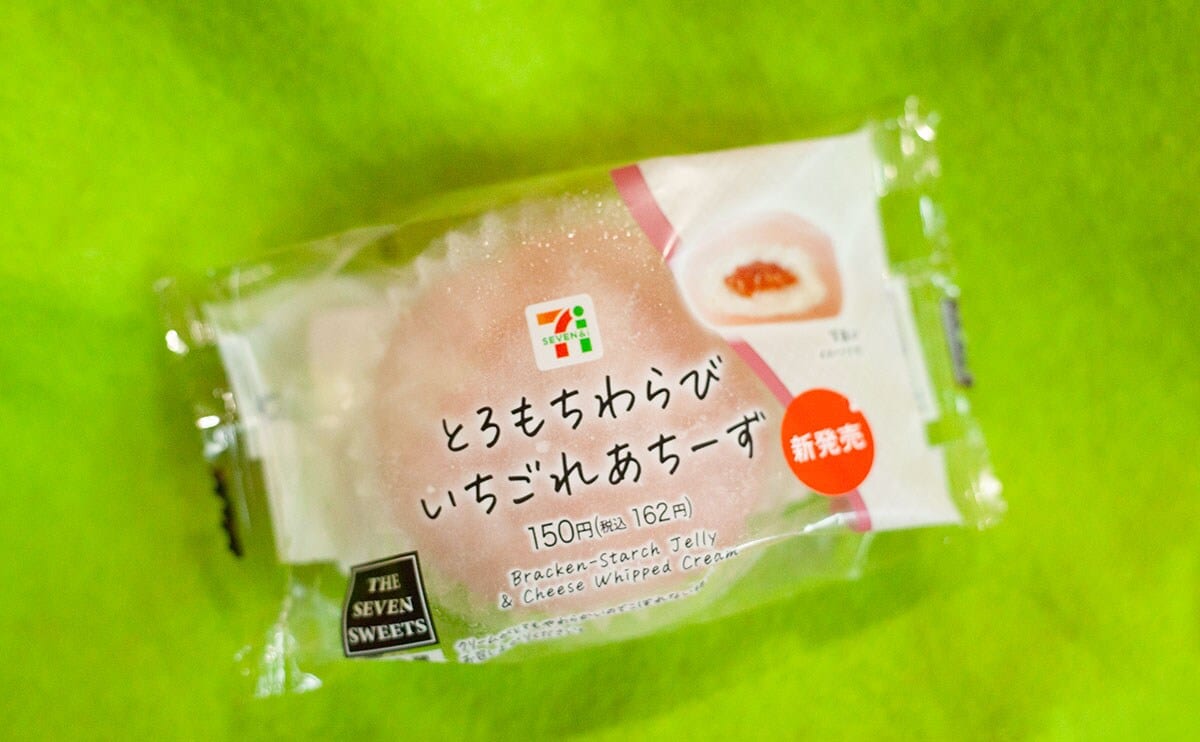 SEVEN&i
とろもちわらび
いちごれあちーず
150円(税込 162円)
Bracken-Starch Jelly
& Cheese Whipped Cream
新発売
THE
SEVEN
SWEETS